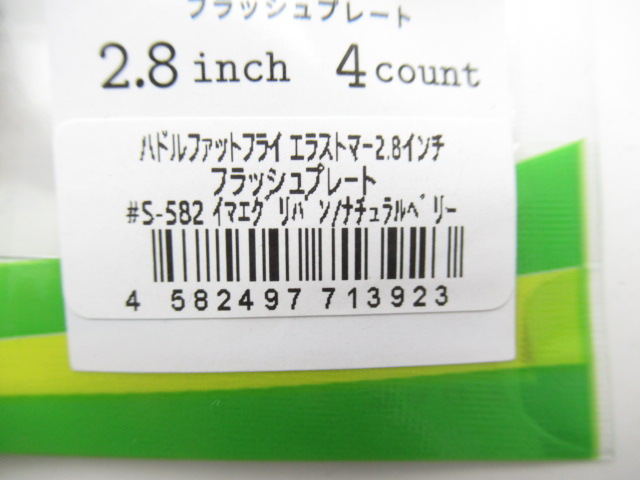 フラッシュプレート
2.8 inch 4 count
ﾊﾄﾞﾙﾌｧｯﾄﾌﾗｲ ｴﾗｽﾄﾏｰ2.8ｲﾝﾁ
フラッシュプレート
#S-582 ｲﾏｴｸﾞﾘﾊﾟﾝ/ﾅﾁｭﾗﾙﾍﾞﾘｰ
4 582497 713923